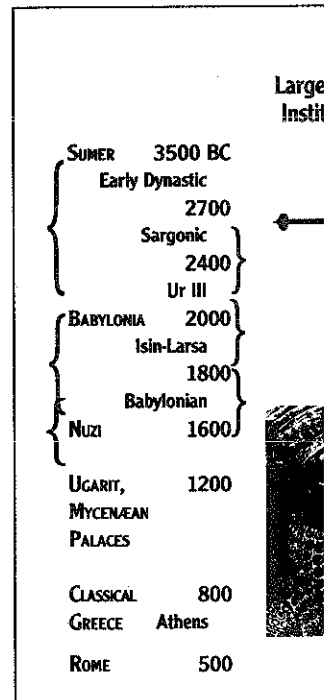 Large
Instit
SUMER 3500 BC
Early Dynastic
2700
Sargonic
2400
Ur III
BABYLONIA 2000
Isin-Larsa
1800
Babylonian
NUZI 1600
UGARIT, 1200
MYCENÆAN
PALACES
CLASSICAL 800
GREECE Athens
ROME 500